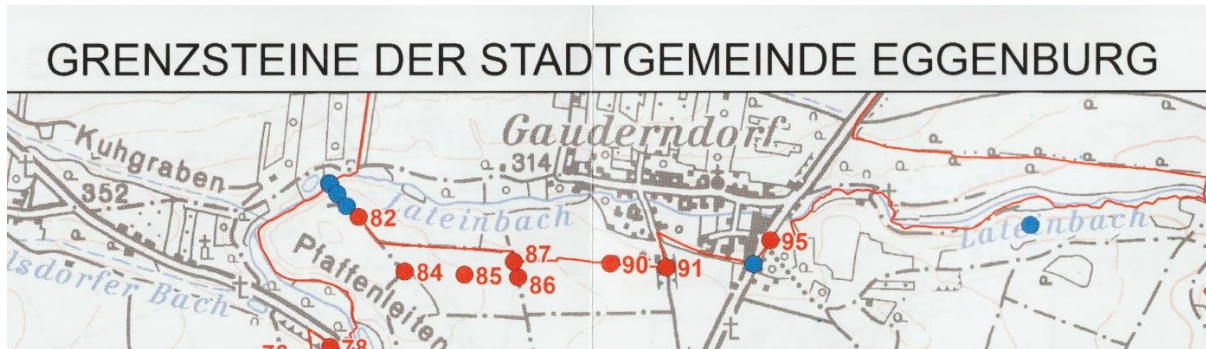 GRENZSTEINE DER STADTGEMEINDE EGGENBURG
Kuhgraben
Gauderndorf
314
352
82
Lateinbach
Lateinbach
95
87
90
91
84
85
86
Pfaffenleiten
Bach
78